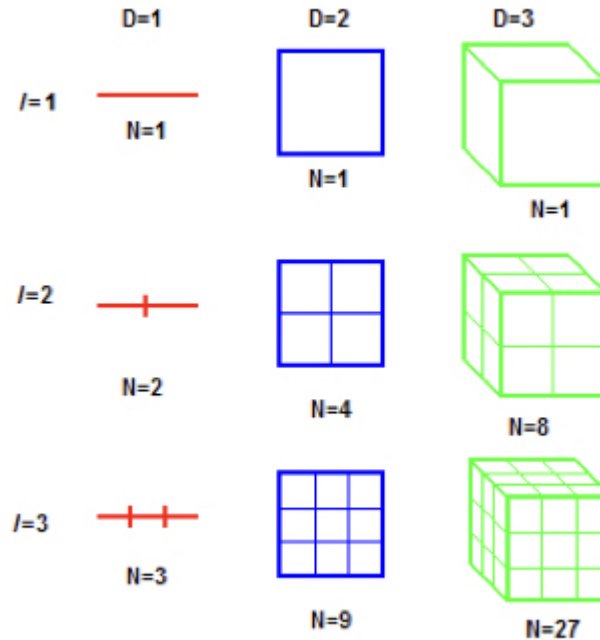 D=1 D=2 D=3
l=1
N=1 N=1 N=1
l=2
N=2 N=4 N=8
l=3
N=3 N=9 N=27